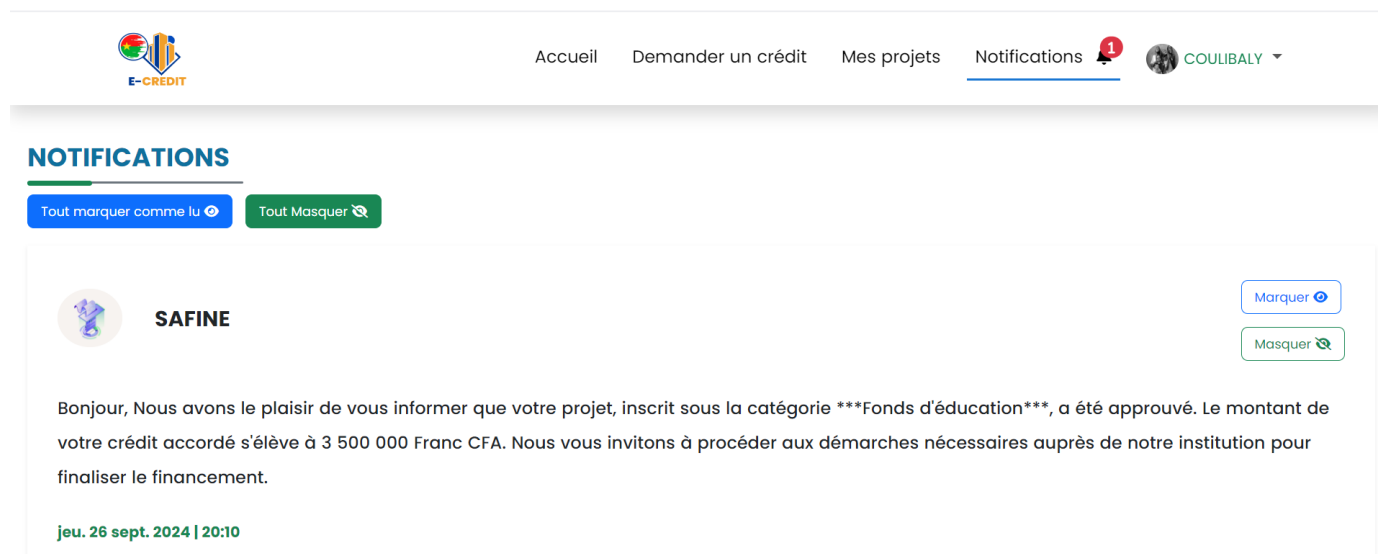 E-CREDIT
Accueil Demander un crédit Mes projets Notifications 1 COULIBALY
NOTIFICATIONS
Tout marquer comme lu Tout Masquer
SAFINE
Marquer
Masquer
Bonjour, Nous avons le plaisir de vous informer que votre projet, inscrit sous la catégorie ***Fonds d'éducation***, a été approuvé. Le montant de
votre crédit accordé s'élève à 3 500 000 Franc CFA. Nous vous invitons à procéder aux démarches nécessaires auprès de notre institution pour
finaliser le financement.
jeu. 26 sept. 2024 | 20:10